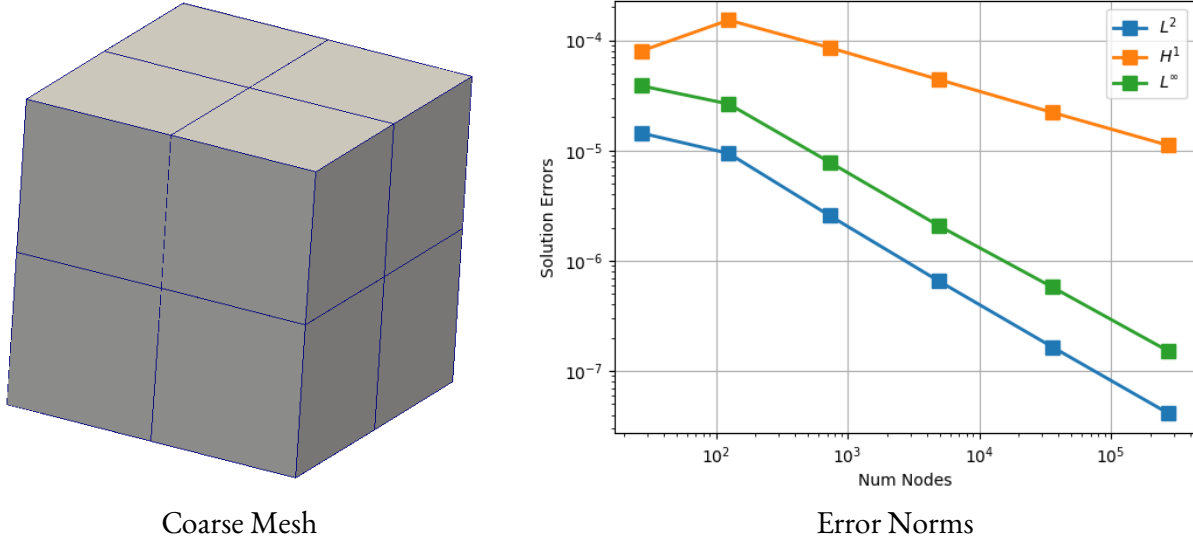 10⁻⁴
10⁻⁵
10⁻⁶
10⁻⁷
Solution Errors
L²
H¹
L∞
10²
10³
10⁴
10⁵
Num Nodes
Coarse Mesh
Error Norms